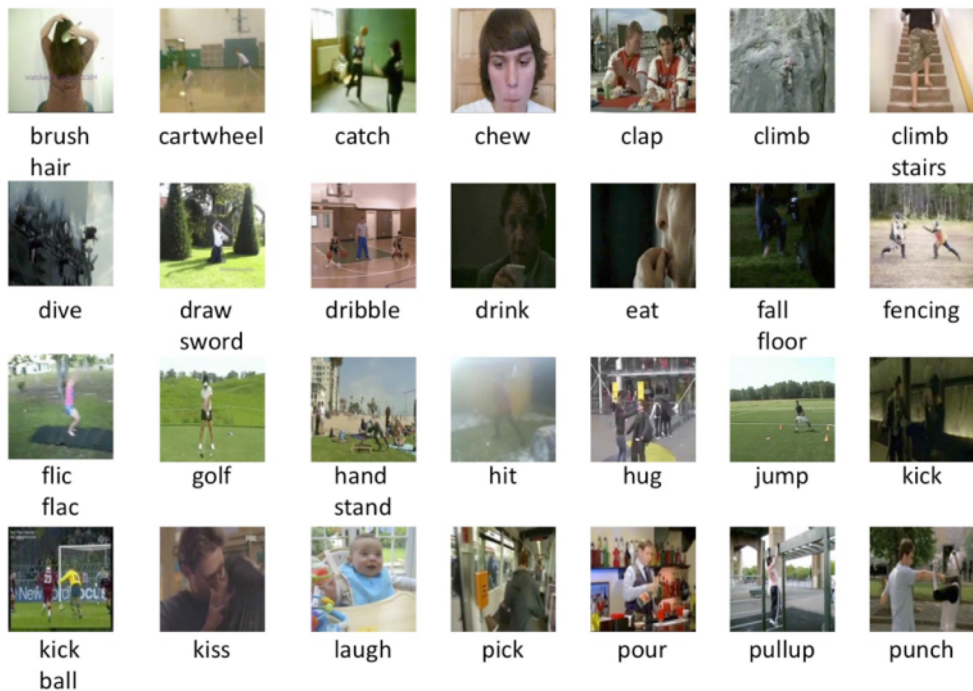 brush cartwheel catch chew clap climb climb
hair stairs
dive draw dribble drink eat fall fencing
sword floor
flic golf hand hit hug jump kick
flac stand
kick kiss laugh pick pour pullup punch
ball